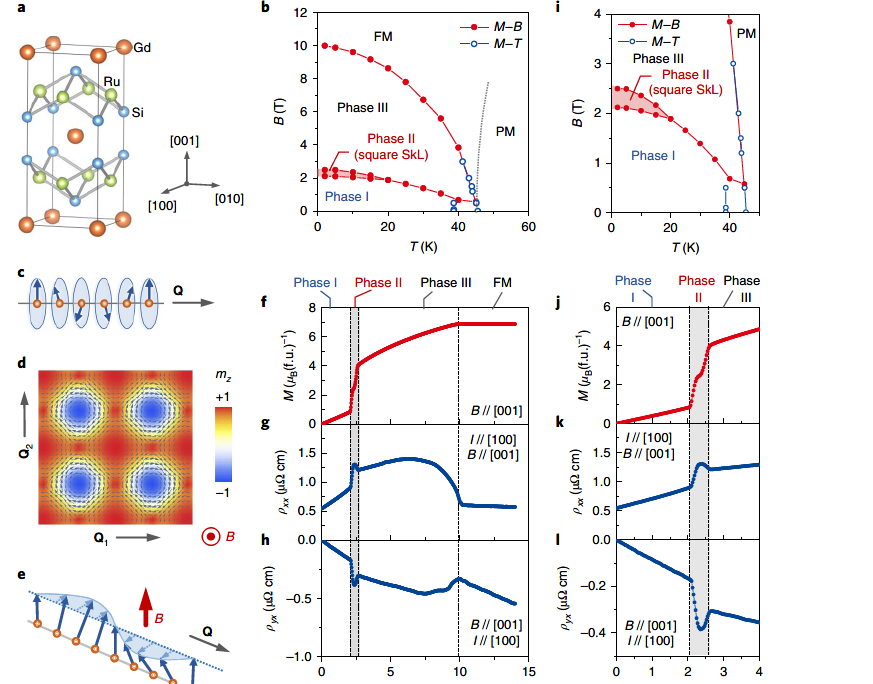 a
Gd
Ru
Si
[001]
[010]
[100]
b
B (T)
12
10
8
6
4
2
0
FM
M–B
M–T
Phase III
Phase II
(square SkL)
Phase I
PM
0
20
40
60
T (K)
i
B (T)
4
3
2
1
0
M–B
M–T
PM
Phase III
Phase II
(square SkL)
Phase I
0
20
40
T (K)
c
Q
d
mz
+1
−1
Q2
Q1
B
e
B
Q
Phase I
Phase II
Phase III
FM
f
M (μB(f.u.)⁻¹)
8
6
4
2
0
B // [001]
g
ρxx (μΩ cm)
1.5
1.0
0.5
0.0
I // [100]
B // [001]
h
ρyx (μΩ cm)
−0.5
−1.0
B // [001]
I // [100]
0
5
10
15
Phase
I
Phase
II
Phase
III
j
M (μB(f.u.)⁻¹)
6
4
2
0
B // [001]
k
ρxx (μΩ cm)
1.5
1.0
0.5
0
I // [100]
B // [001]
l
ρyx (μΩ cm)
−0.2
−0.4
B // [001]
I // [100]
0
1
2
3
4